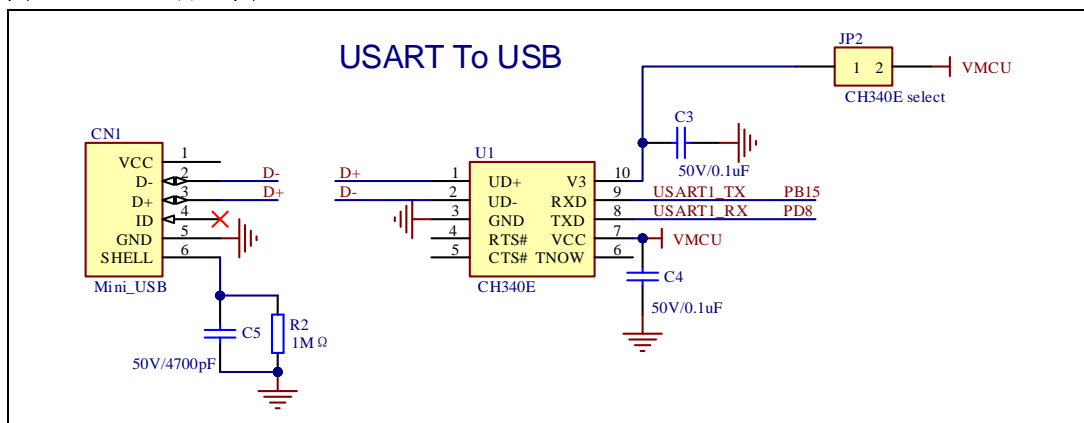 USART To USB
JP2
1 2
VMCU
CH340E select
CN1
VCC 1
D- 2 D-
D+ 3 D+
ID 4
GND 5
SHELL 6
Mini_USB
C5
50V/4700pF
R2
1MΩ
U1
D+ 1 UD+
D- 2 UD-
3 GND
4 RTS#
5 CTS#
V3 10
RXD 9 USART1_TX PB15
TXD 8 USART1_RX PD8
VCC 7 VMCU
TNOW 6
CH340E
C3
50V/0.1uF
C4
50V/0.1uF